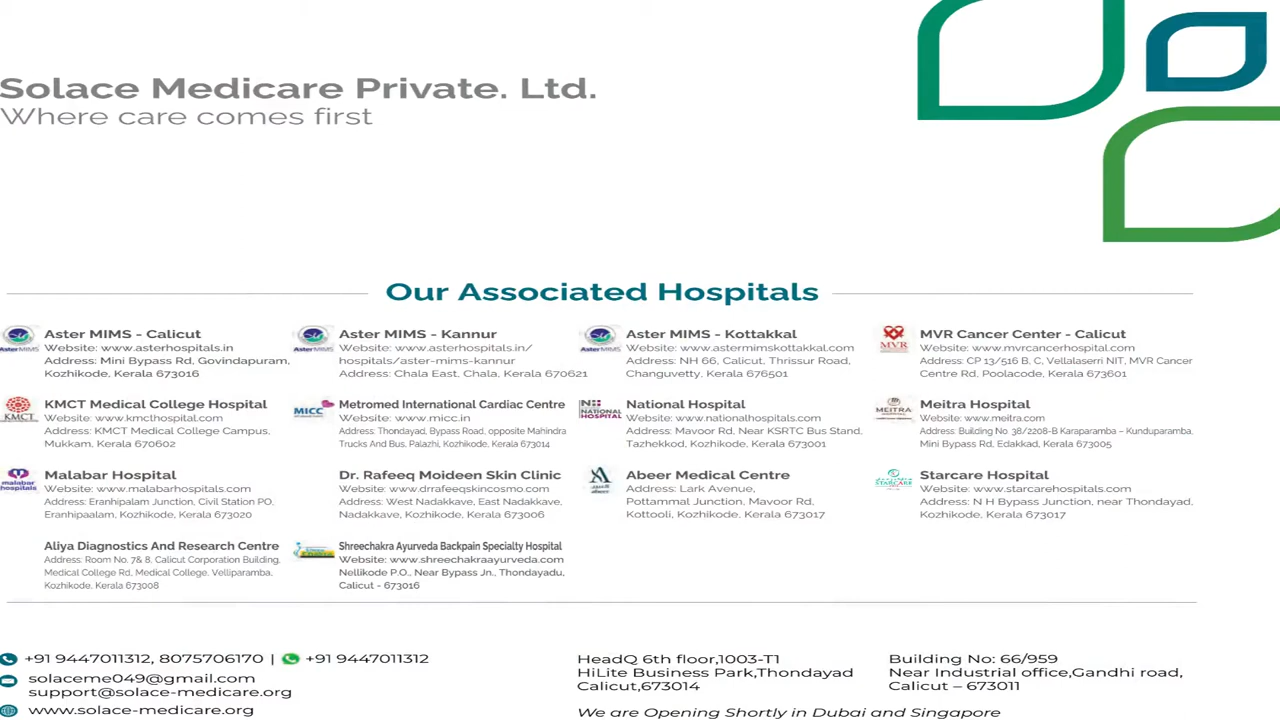 Solace Medicare Private. Ltd.
Where care comes first
Our Associated Hospitals
Aster MIMS - Calicut
Website: www.asterhospitals.in
Address: Mini Bypass Rd, Govindapuram,
Kozhikode, Kerala 673016
Aster MIMS - Kannur
Website: www.asterhospitals.in/
hospitals/aster-mims-kannur
Address: Chala East, Chala, Kerala 670621
Aster MIMS - Kottakkal
Website: www.astermimskottakkal.com
Address: NH 66, Calicut, Thrissur Road,
Changuvetty, Kerala 676501
MVR
MVR Cancer Center - Calicut
Website: www.mvrcancerhospital.com
Address: CP 13/516 B, C, Vellalaserri NIT, MVR Cancer
Centre Rd, Poolacode, Kerala 673601
KMCT
KMCT Medical College Hospital
Website: www.kmcthospital.com
Address: KMCT Medical College Campus,
Mukkam, Kerala 670602
MICC
Metromed International Cardiac Centre
Website: www.micc.in
Address: Thondayad, Bypass Road, opposite Mahindra
Trucks And Bus, Palazhi, Kozhikode, Kerala 673014
NATIONAL
HOSPITAL
National Hospital
Website: www.nationalhospitals.com
Address: Mavoor Rd, Near KSRTC Bus Stand,
Tazhekkod, Kozhikode, Kerala 673001
MEITRA
Meitra Hospital
Website: www.meitra.com
Address: Building No. 38/2208-B Karaparamba – Kunduparamba,
Mini Bypass Rd, Edakkad, Kerala 673005
malabar
hospitals
Malabar Hospital
Website: www.malabarhospitals.com
Address: Eranhipalam Junction, Civil Station PO,
Eranhipaalam, Kozhikode, Kerala 673020
Dr. Rafeeq Moideen Skin Clinic
Website: www.drrafeeqskincosmo.com
Address: West Nadakkave, East Nadakkave,
Nadakkave, Kozhikode, Kerala 673006
abeer
Abeer Medical Centre
Address: Lark Avenue,
Pottammal Junction, Mavoor Rd,
Kottooli, Kozhikode, Kerala 673017
STARCARE
Starcare Hospital
Website: www.starcarehospitals.com
Address: N H Bypass Junction, near Thondayad,
Kozhikode, Kerala 673017
Aliya Diagnostics And Research Centre
Address: Room No. 7& 8, Calicut Corporation Building,
Medical College Rd, Medical College, Velliparamba,
Kozhikode, Kerala 673008
Shreechakra Ayurveda Backpain Specialty Hospital
Website: www.shreechakraayurveda.com
Nellikode P.O., Near Bypass Jn., Thondayadu,
Calicut - 673016
+91 9447011312, 8075706170 | +91 9447011312
solaceme049@gmail.com
support@solace-medicare.org
www.solace-medicare.org
HeadQ 6th floor,1003-T1
HiLite Business Park,Thondayad
Calicut,673014
Building No: 66/959
Near Industrial office,Gandhi road,
Calicut – 673011
We are Opening Shortly in Dubai and Singapore